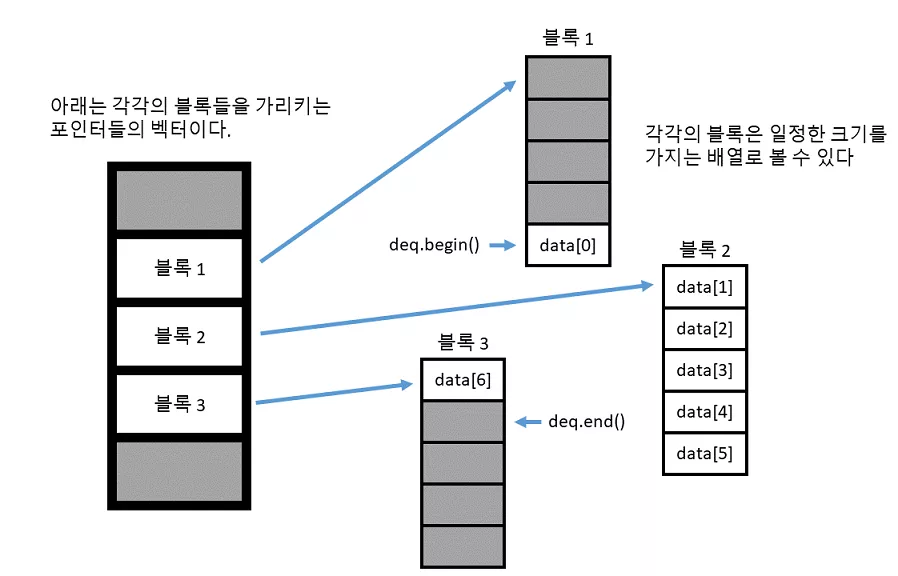 아래는 각각의 블록들을 가리키는
포인터들의 벡터이다.
블록 1
블록 2
블록 3
블록 1
deq.begin()
data[0]
각각의 블록은 일정한 크기를
가지는 배열로 볼 수 있다
블록 2
data[1]
data[2]
data[3]
data[4]
data[5]
블록 3
data[6]
deq.end()